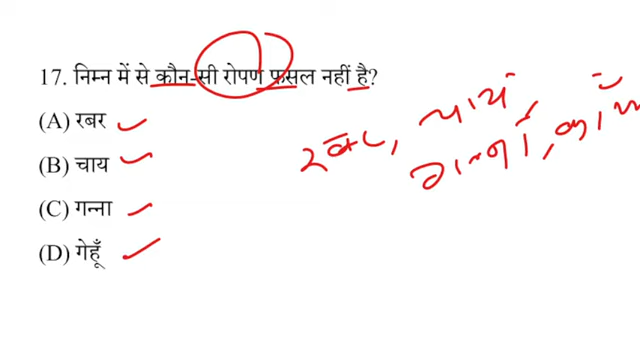 17. निम्न में से कौन-सी रोपण फसल नहीं है?
(A) रबर
(B) चाय
(C) गन्ना
(D) गेहूँ
रबर, चाय,
गन्ना,